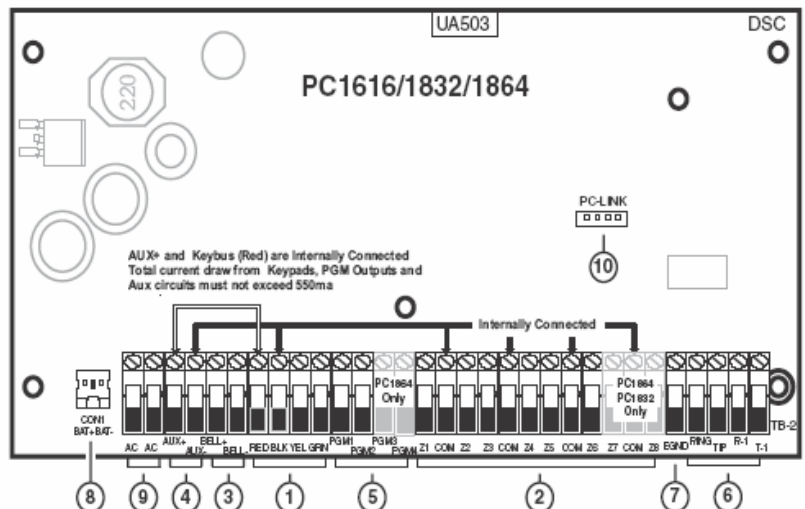 UA503
DSC
220
PC1616/1832/1864
PC-LINK
10
AUX+ and Keybus (Red) are Internally Connected
Total current draw from Keypads, PGM Outputs and
Aux circuits must not exceed 550ma
Internally Connected
PC1864
Only
PC1864
PC1832
Only
CON1
BAT+BAT-
AC AC AUX+ AUX- BELL+ BELL- RED BLK YEL GRN PGM1 PGM2 PGM3 PGM4 Z1 COM Z2 Z3 COM Z4 Z5 COM Z6 Z7 COM Z8 EGND RING TIP R-1 T-1
TB-2
8 9 4 3 1 5 2 7 6